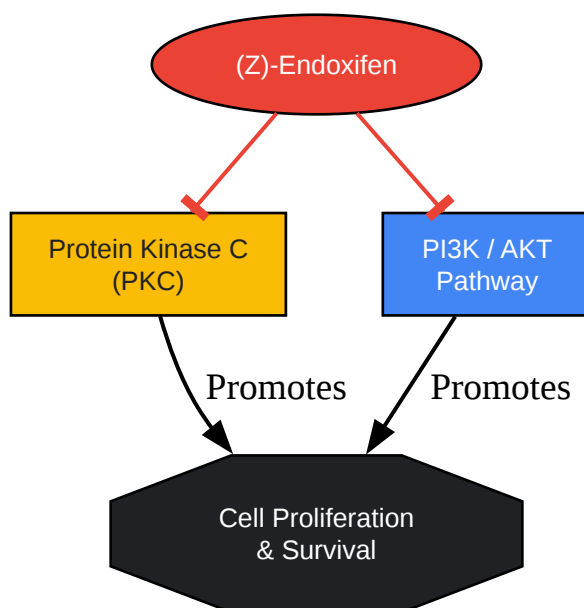 (Z)-Endoxifen
Protein Kinase C
(PKC)
PI3K / AKT
Pathway
Promotes
Promotes
Cell Proliferation
& Survival